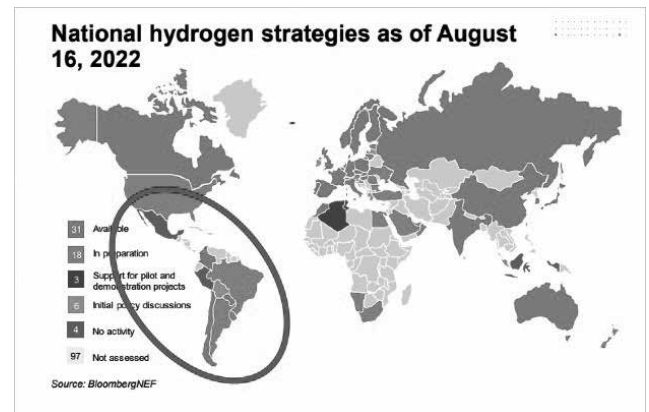 National hydrogen strategies as of August
16, 2022
31 Available
18 In preparation
3 Support for pilot and
demonstration projects
6 Initial policy discussions
4 No activity
97 Not assessed
Source: BloombergNEF